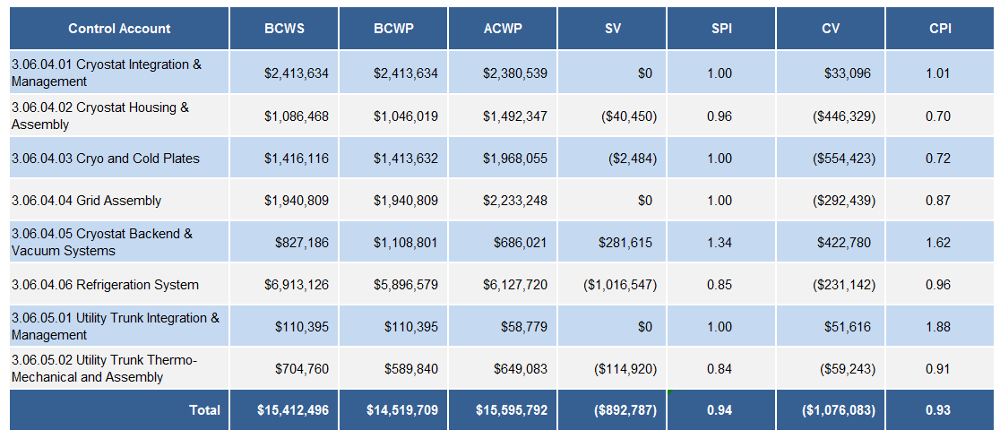 Control Account BCWS BCWP ACWP SV SPI CV CPI
3.06.04.01 Cryostat Integration &
Management $2,413,634 $2,413,634 $2,380,539 $0 1.00 $33,096 1.01
3.06.04.02 Cryostat Housing &
Assembly $1,086,468 $1,046,019 $1,492,347 ($40,450) 0.96 ($446,329) 0.70
3.06.04.03 Cryo and Cold Plates $1,416,116 $1,413,632 $1,968,055 ($2,484) 1.00 ($554,423) 0.72
3.06.04.04 Grid Assembly $1,940,809 $1,940,809 $2,233,248 $0 1.00 ($292,439) 0.87
3.06.04.05 Cryostat Backend &
Vacuum Systems $827,186 $1,108,801 $686,021 $281,615 1.34 $422,780 1.62
3.06.04.06 Refrigeration System $6,913,126 $5,896,579 $6,127,720 ($1,016,547) 0.85 ($231,142) 0.96
3.06.05.01 Utility Trunk Integration &
Management $110,395 $110,395 $58,779 $0 1.00 $51,616 1.88
3.06.05.02 Utility Trunk Thermo-
Mechanical and Assembly $704,760 $589,840 $649,083 ($114,920) 0.84 ($59,243) 0.91
Total $15,412,496 $14,519,709 $15,595,792 ($892,787) 0.94 ($1,076,083) 0.93